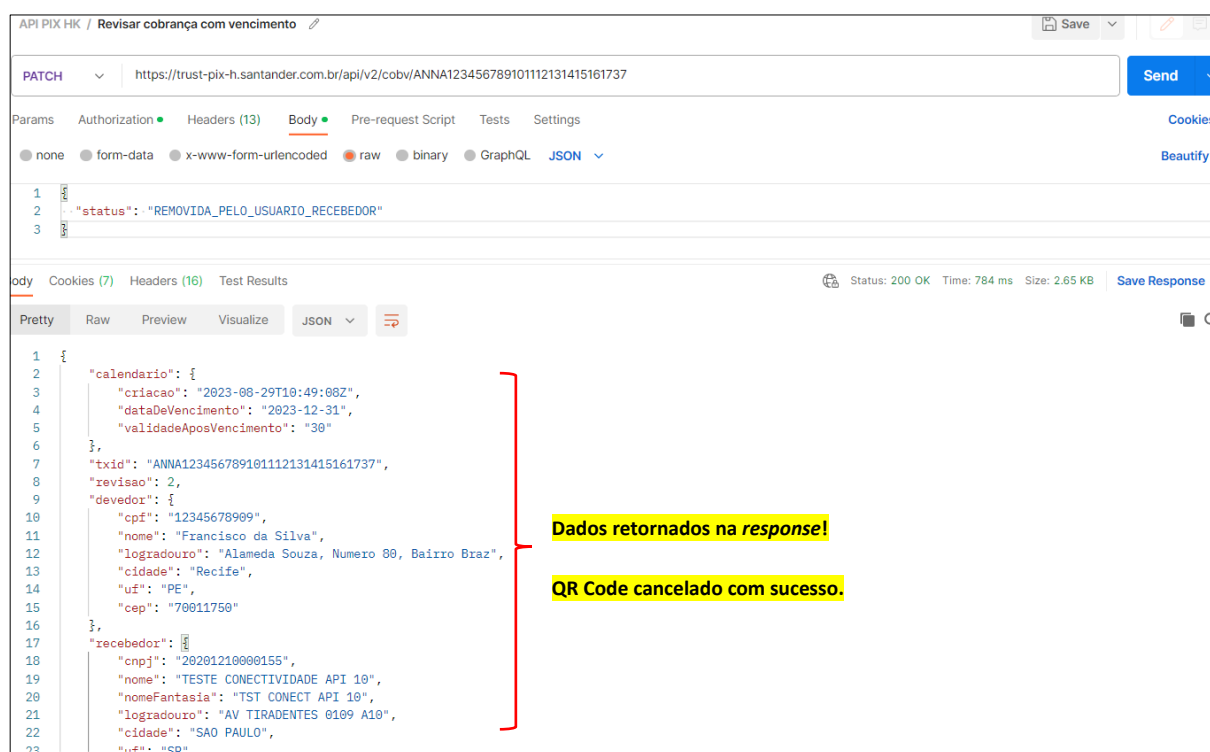 API PIX HK / Revisar cobrança com vencimento
Save
PATCH https://trust-pix-h.santander.com.br/api/v2/cobv/ANNA12345678910111213141516173​7
Send
Params Authorization Headers (13) Body Pre-request Script Tests Settings Cookies
none form-data x-www-form-urlencoded raw binary GraphQL JSON Beautify
1 {
2 "status": "REMOVIDA_PELO_USUARIO_RECEBEDOR"
3 }
ody Cookies (7) Headers (16) Test Results Status: 200 OK Time: 784 ms Size: 2.65 KB Save Response
Pretty Raw Preview Visualize JSON
1 {
2 "calendario": {
3 "criacao": "2023-08-29T10:49:08Z",
4 "dataDeVencimento": "2023-12-31",
5 "validadeAposVencimento": "30"
6 },
7 "txid": "ANNA123456789101112131415161737",
8 "revisao": 2,
9 "devedor": {
10 "cpf": "12345678909",
11 "nome": "Francisco da Silva",
12 "logradouro": "Alameda Souza, Numero 80, Bairro Braz",
13 "cidade": "Recife",
14 "uf": "PE",
15 "cep": "70011750"
16 },
17 "recebedor": {
18 "cnpj": "20201210000155",
19 "nome": "TESTE CONECTIVIDADE API 10",
20 "nomeFantasia": "TST CONECT API 10",
21 "logradouro": "AV TIRADENTES 0109 A10",
22 "cidade": "SAO PAULO",
23 "uf": "SP"
Dados retornados na response!
QR Code cancelado com sucesso.